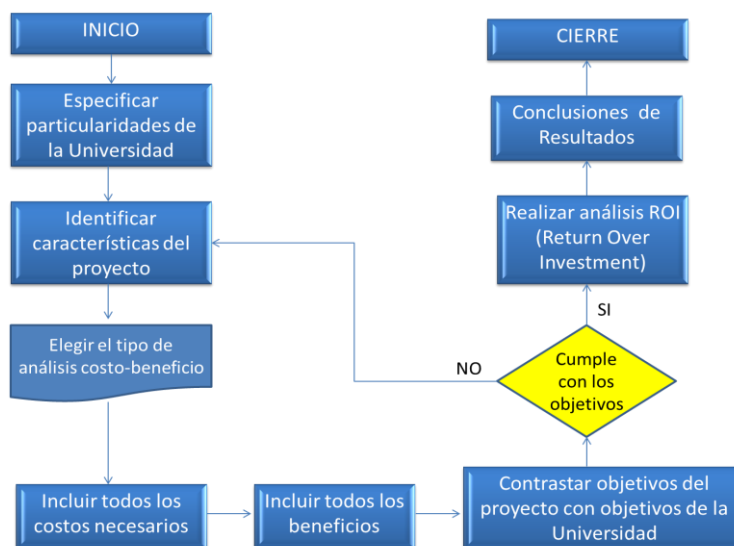 INICIO
Especificar
particularidades de
la Universidad
Identificar
características del
proyecto
Elegir el tipo de
análisis costo-beneficio
Incluir todos los
costos necesarios
Incluir todos los
beneficios
Contrastar objetivos del
proyecto con objetivos de la
Universidad
Cumple
con los
objetivos
NO
SI
Realizar análisis ROI
(Return Over
Investment)
Conclusiones de
Resultados
CIERRE